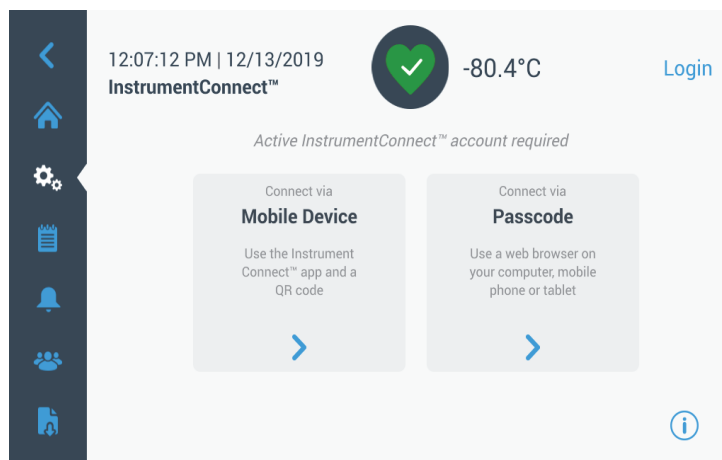 12:07:12 PM | 12/13/2019
InstrumentConnect™
-80.4°C
Login
Active InstrumentConnect™ account required
Connect via
Mobile Device
Use the Instrument
Connect™ app and a
QR code
Connect via
Passcode
Use a web browser on
your computer, mobile
phone or tablet